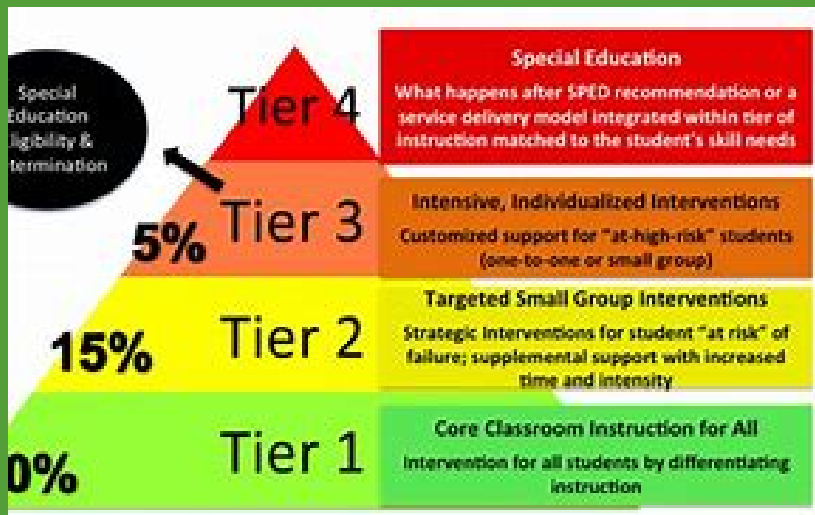 Special
Education
ligibility &
termination
Tier 4
Special Education
What happens after SPED recommendation or a
service delivery model integrated within tier of
instruction matched to the student's skill needs
5%
Tier 3
Intensive, Individualized Interventions
Customized support for "at-high-risk" students
(one-to-one or small group)
15%
Tier 2
Targeted Small Group Interventions
Strategic Interventions for student "at risk" of
failure; supplemental support with increased
time and intensity
0%
Tier 1
Core Classroom Instruction for All
Intervention for all students by differentiating
instruction